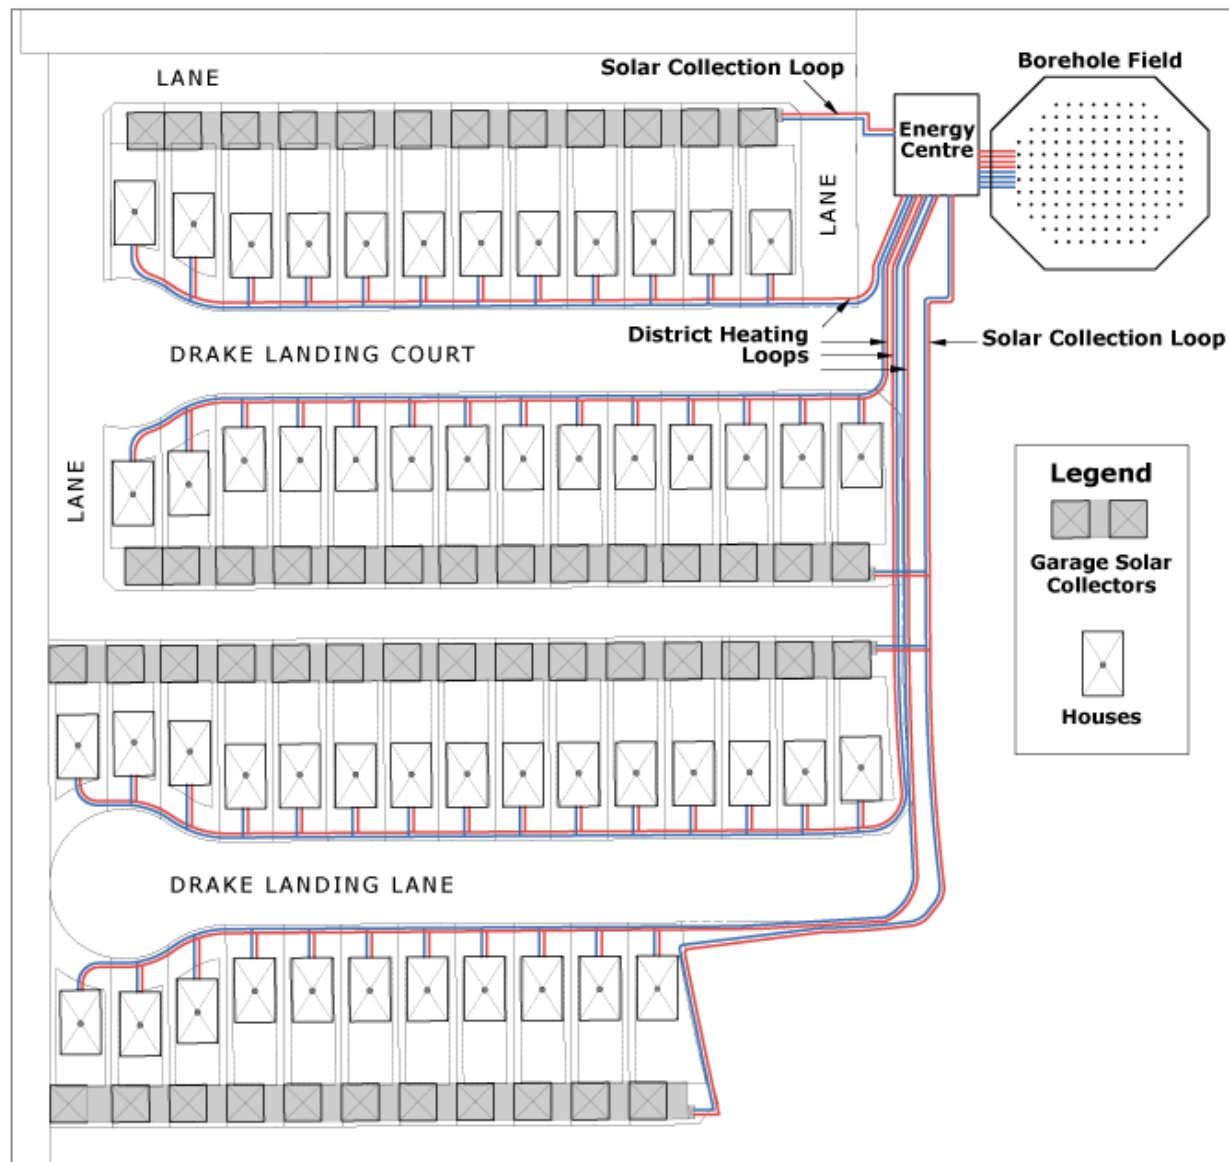 LANE
Solar Collection Loop
Borehole Field
Energy
Centre
LANE
District Heating
Loops
Solar Collection Loop
DRAKE LANDING COURT
LANE
Legend
Garage Solar
Collectors
Houses
DRAKE LANDING LANE